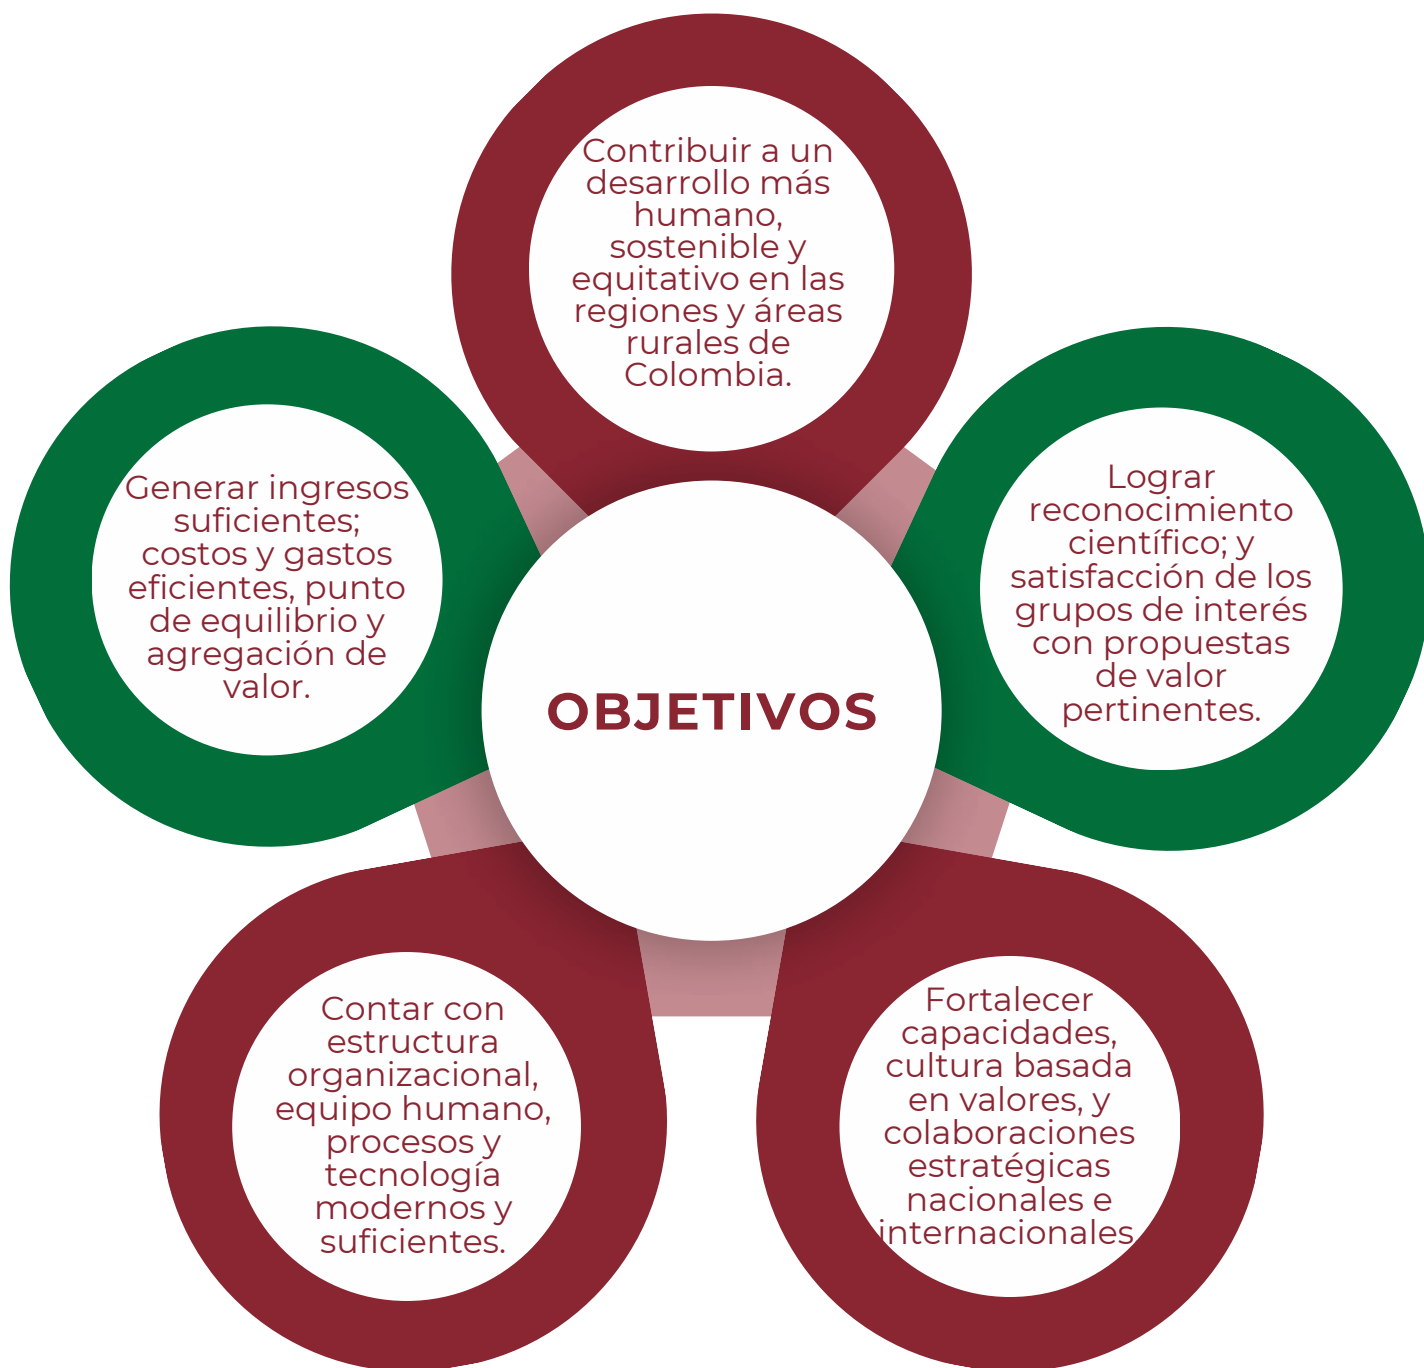 Contribuir a un
desarrollo más
humano,
sostenible y
equitativo en las
regiones y áreas
rurales de
Colombia.
Generar ingresos
suficientes;
costos y gastos
eficientes, punto
de equilibrio y
agregación de
valor.
Lograr
reconocimiento
científico; y
satisfacción de los
grupos de interés
con propuestas
de valor
pertinentes.
OBJETIVOS
Contar con
estructura
organizacional,
equipo humano,
procesos y
tecnología
modernos y
suficientes.
Fortalecer
capacidades,
cultura basada
en valores, y
colaboraciones
estratégicas
nacionales e
internacionales